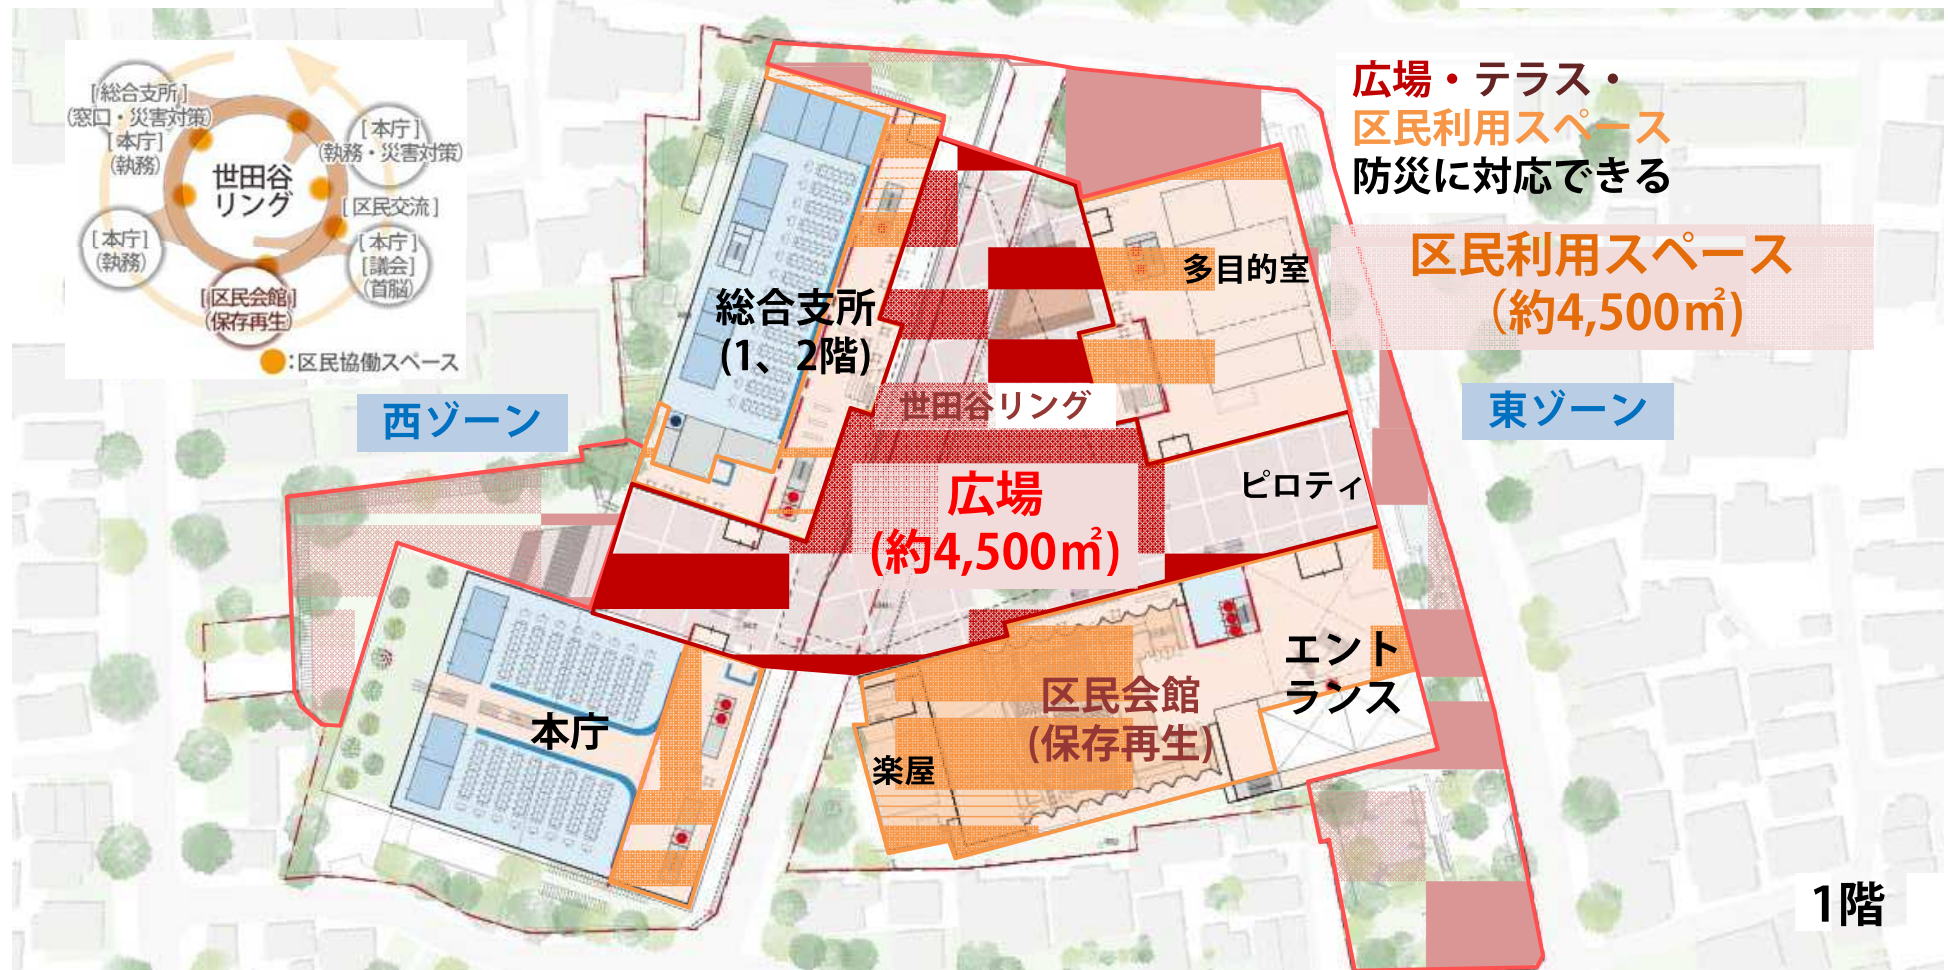 [総合支所]
(窓口・災害対策)
[本庁]
(執務)
[本庁]
(執務・災害対策)
世田谷
リング
[区民交流]
[本庁]
(執務)
[本庁]
[議会]
(首脳)
[区民会館]
(保存再生)
●:区民協働スペース
広場・テラス・
区民利用スペース
防災に対応できる
区民利用スペース
(約4,500㎡)
多目的室
総合支所
(1、2階)
西ゾーン
世田谷リング
東ゾーン
広場
(約4,500㎡)
ピロティ
エント
ランス
区民会館
(保存再生)
本庁
楽屋
1階